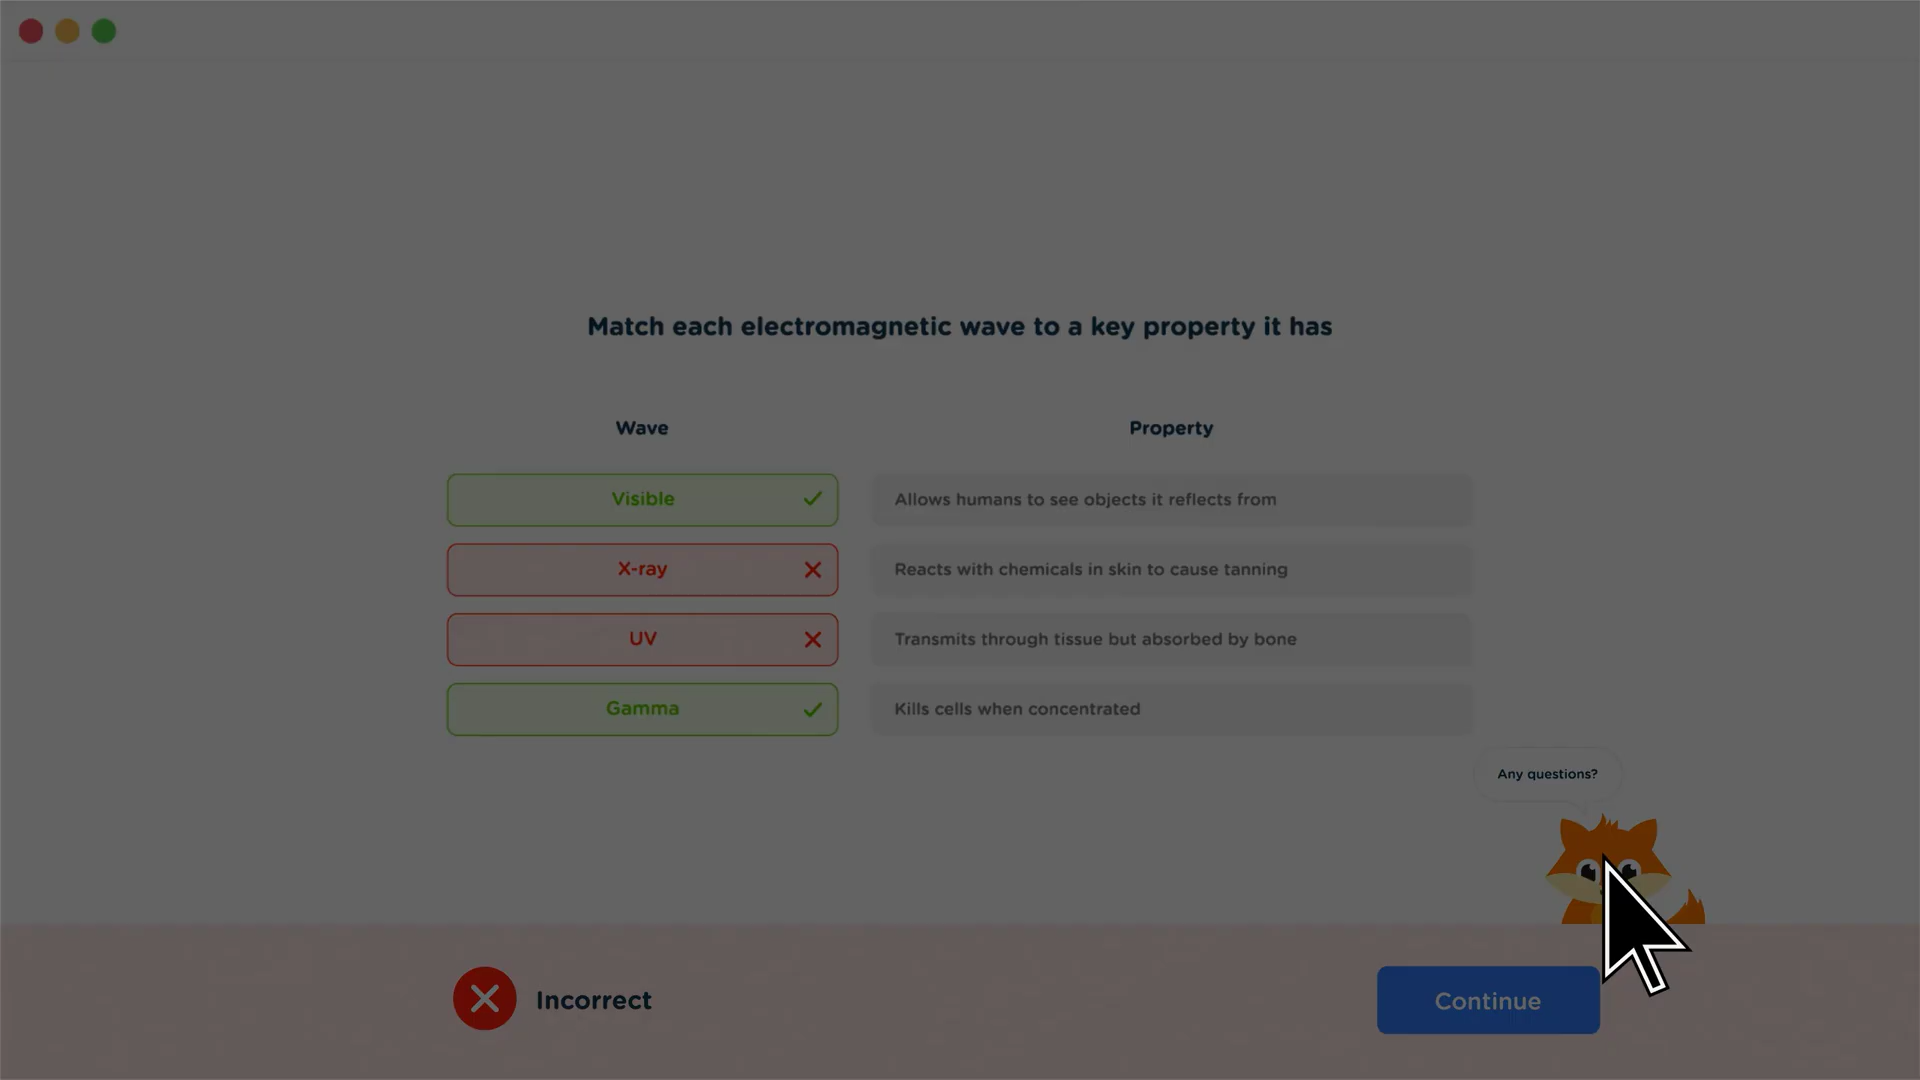 Match each electromagnetic wave to a key property it has
Wave Property
Visible Allows humans to see objects it reflects from
X-ray Reacts with chemicals in skin to cause tanning
UV Transmits through tissue but absorbed by bone
Gamma Kills cells when concentrated
Any questions?
Incorrect Continue